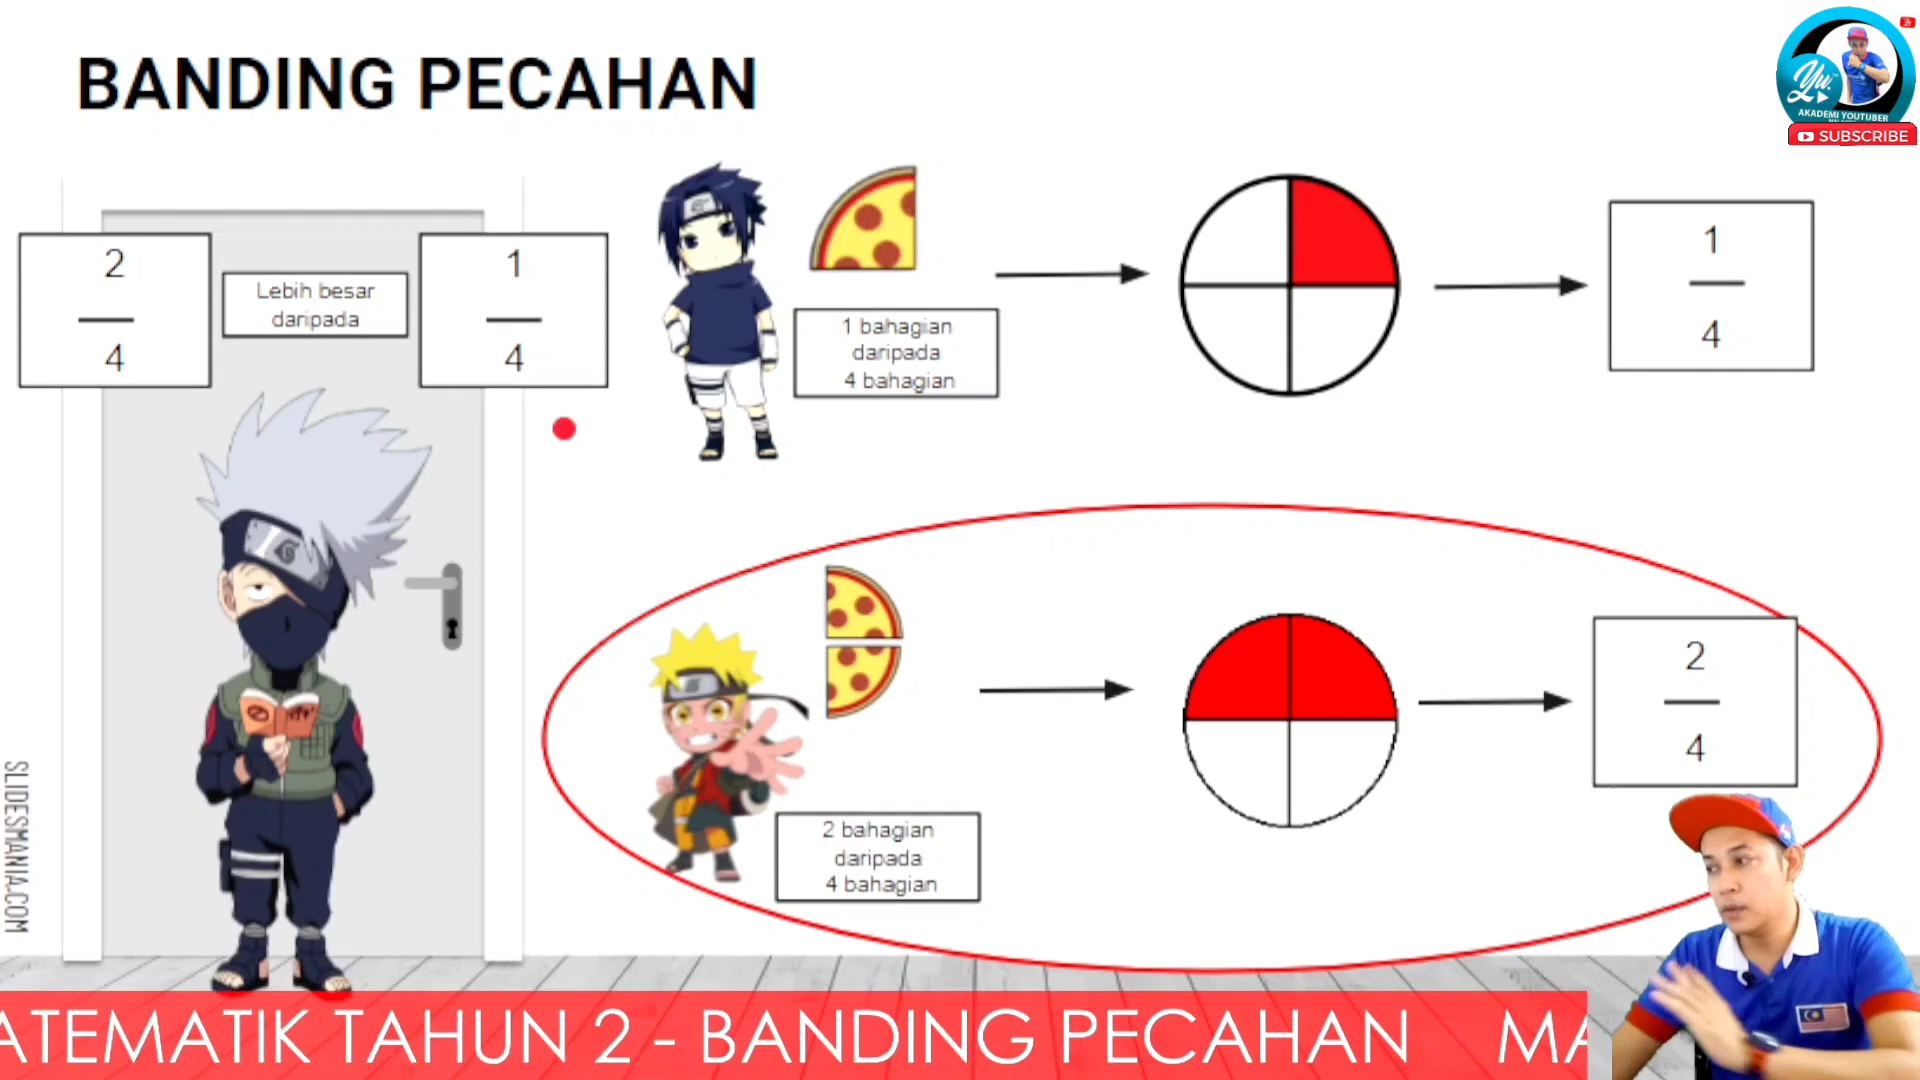 BANDING PECAHAN
AKADEMI YOUTUBER
SUBSCRIBE
2
4
Lebih besar
daripada
1
4
1 bahagian
daripada
4 bahagian
1
4
2 bahagian
daripada
4 bahagian
2
4
SLIDESMANIA.COM
ATEMATIK TAHUN 2 - BANDING PECAHAN MA